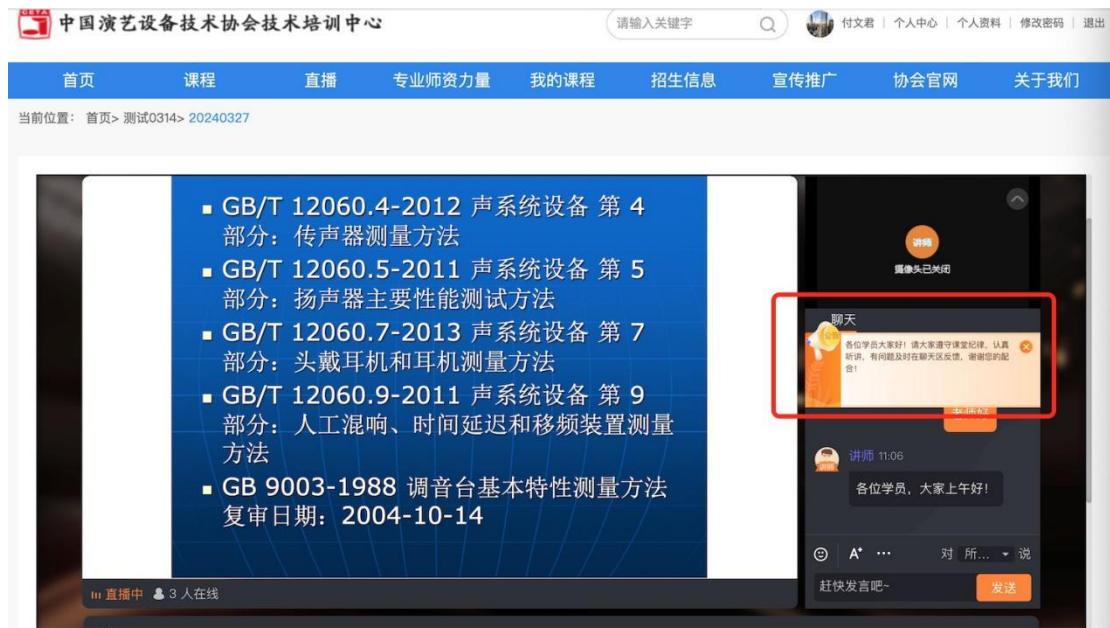 CETA
中国演艺设备技术协会技术培训中心
请输入关键字
付文君 | 个人中心 | 个人资料 | 修改密码 | 退出
首页 课程 直播 专业师资力量 我的课程 招生信息 宣传推广 协会官网 关于我们
当前位置： 首页> 测试0314> 20240327
GB/T 12060.4-2012 声系统设备 第 4
部分：传声器测量方法
GB/T 12060.5-2011 声系统设备 第 5
部分：扬声器主要性能测试方法
GB/T 12060.7-2013 声系统设备 第 7
部分：头戴耳机和耳机测量方法
GB/T 12060.9-2011 声系统设备 第 9
部分：人工混响、时间延迟和移频装置测量
方法
GB 9003-1988 调音台基本特性测量方法
复审日期：2004-10-14
直播中 3 人在线
讲师
摄像头已关闭
聊天
公告
各位学员大家好！请大家遵守课堂纪律、认真
听讲，有问题及时在聊天区反馈，谢谢您的配
合！
老师好
讲师 11:06
讲师
各位学员，大家上午好！
A+ ··· 对 所... 说
赶快发言吧~ 发送